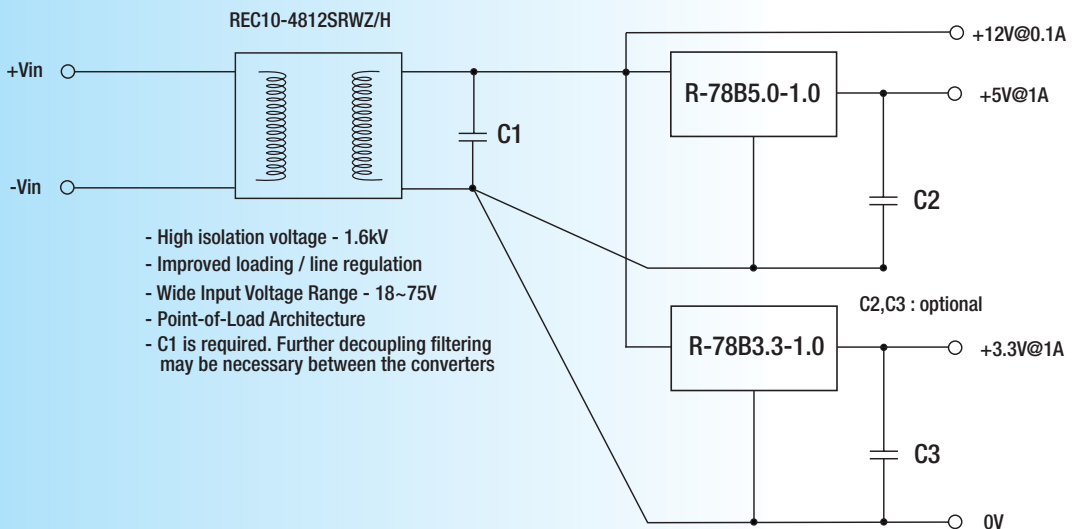 REC10-4812SRWZ/H
+12V@0.1A
+Vin
R-78B5.0-1.0
+5V@1A
C1
-Vin
C2
- High isolation voltage - 1.6kV
- Improved loading / line regulation
- Wide Input Voltage Range - 18~75V
- Point-of-Load Architecture
- C1 is required. Further decoupling filtering
may be necessary between the converters
C2,C3 : optional
R-78B3.3-1.0
+3.3V@1A
C3
0V